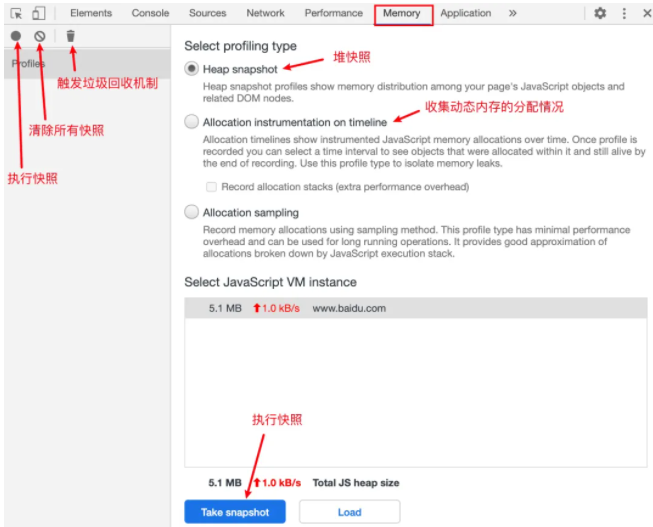 Elements Console Sources Network Performance Memory Application »
Profiles
触发垃圾回收机制
清除所有快照
执行快照
Select profiling type
堆快照
Heap snapshot
Heap snapshot profiles show memory distribution among your page's JavaScript objects and
related DOM nodes.
收集动态内存的分配情况
Allocation instrumentation on timeline
Allocation timelines show instrumented JavaScript memory allocations over time. Once profile is
recorded you can select a time interval to see objects that were allocated within it and still alive by
the end of recording. Use this profile type to isolate memory leaks.
Record allocation stacks (extra performance overhead)
Allocation sampling
Record memory allocations using sampling method. This profile type has minimal performance
overhead and can be used for long running operations. It provides good approximation of
allocations broken down by JavaScript execution stack.
Select JavaScript VM instance
5.1 MB 1.0 kB/s www.baidu.com
执行快照
5.1 MB 1.0 kB/s Total JS heap size
Take snapshot Load